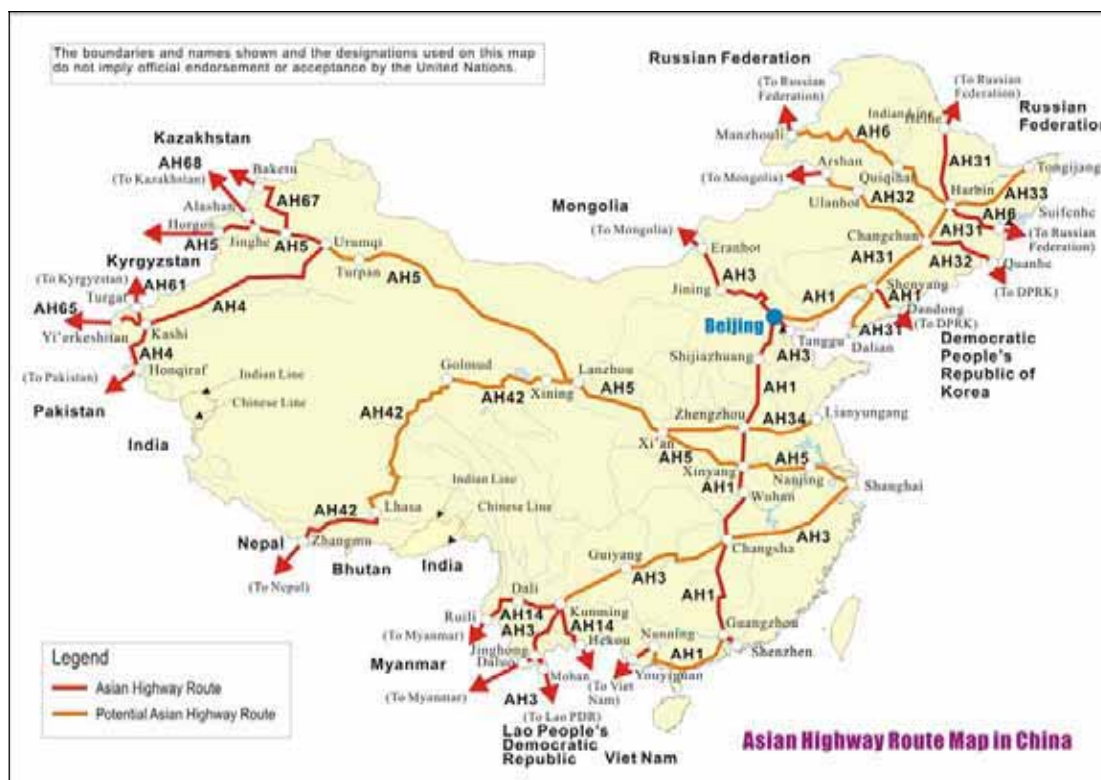 The boundaries and names shown and the designations used on this map
do not imply official endorsement or acceptance by the United Nations.
Russian Federation
(To Russian
Federation)
(To Russian
Federation)
Russian
Federation
Manzhouli
AH6
Heihe
AH31
Tongjiang
Kazakhstan
AH68
(To Kazakhstan)
Baketu
Arshan
(To Mongolia)
Quiqihar
AH32
Ulanhot
Harbin
AH33
AH67
Alashan
Mongolia
(To Mongolia)
Horgos
AH5
Jinghe
AH5
Urumqi
Turpan
AH5
Eranhot
AH3
Jining
Changchun
AH31
AH6
Suifenhe
(To Russian
Federation)
AH31
AH32
Quanhe
(To DPRK)
Kyrgyzstan
(To Kyrgyzstan)
AH61
Turgat
AH65
AH4
Yi'erkeshitan
Kashi
AH4
Honqiraf
(To Pakistan)
Pakistan
Beijing
AH1
Shenyang
AH1
Dandong
(To DPRK)
AH31
Tanggu
Dalian
AH3
Democratic
People's
Republic of
Korea
Shijiazhuang
AH1
Indian Line
Chinese Line
India
Golmud
AH42
AH42
Xining
Lanzhou
AH5
Zhengzhou
AH34
Lianyungang
Xi'an
AH5
Xinyang
AH5
Nanjing
Shanghai
AH1
Wuhan
Indian Line
Chinese Line
AH42
Lhasa
Nepal
Zhangmu
(To Nepal)
Bhutan
India
AH3
Changsha
Guiyang
AH3
AH1
Dali
Ruili
AH14
Kunming
AH14
AH3
(To Myanmar)
Jinghong
Daluo
Hekou
Nanning
Guangzhou
Shenzhen
AH1
Youyiguan
Myanmar
(To Myanmar)
Mohan
(To Viet
Nam)
AH3
(To Lao PDR)
Lao People's
Democratic
Republic
Viet Nam
Legend
Asian Highway Route
Potential Asian Highway Route
Asian Highway Route Map in China